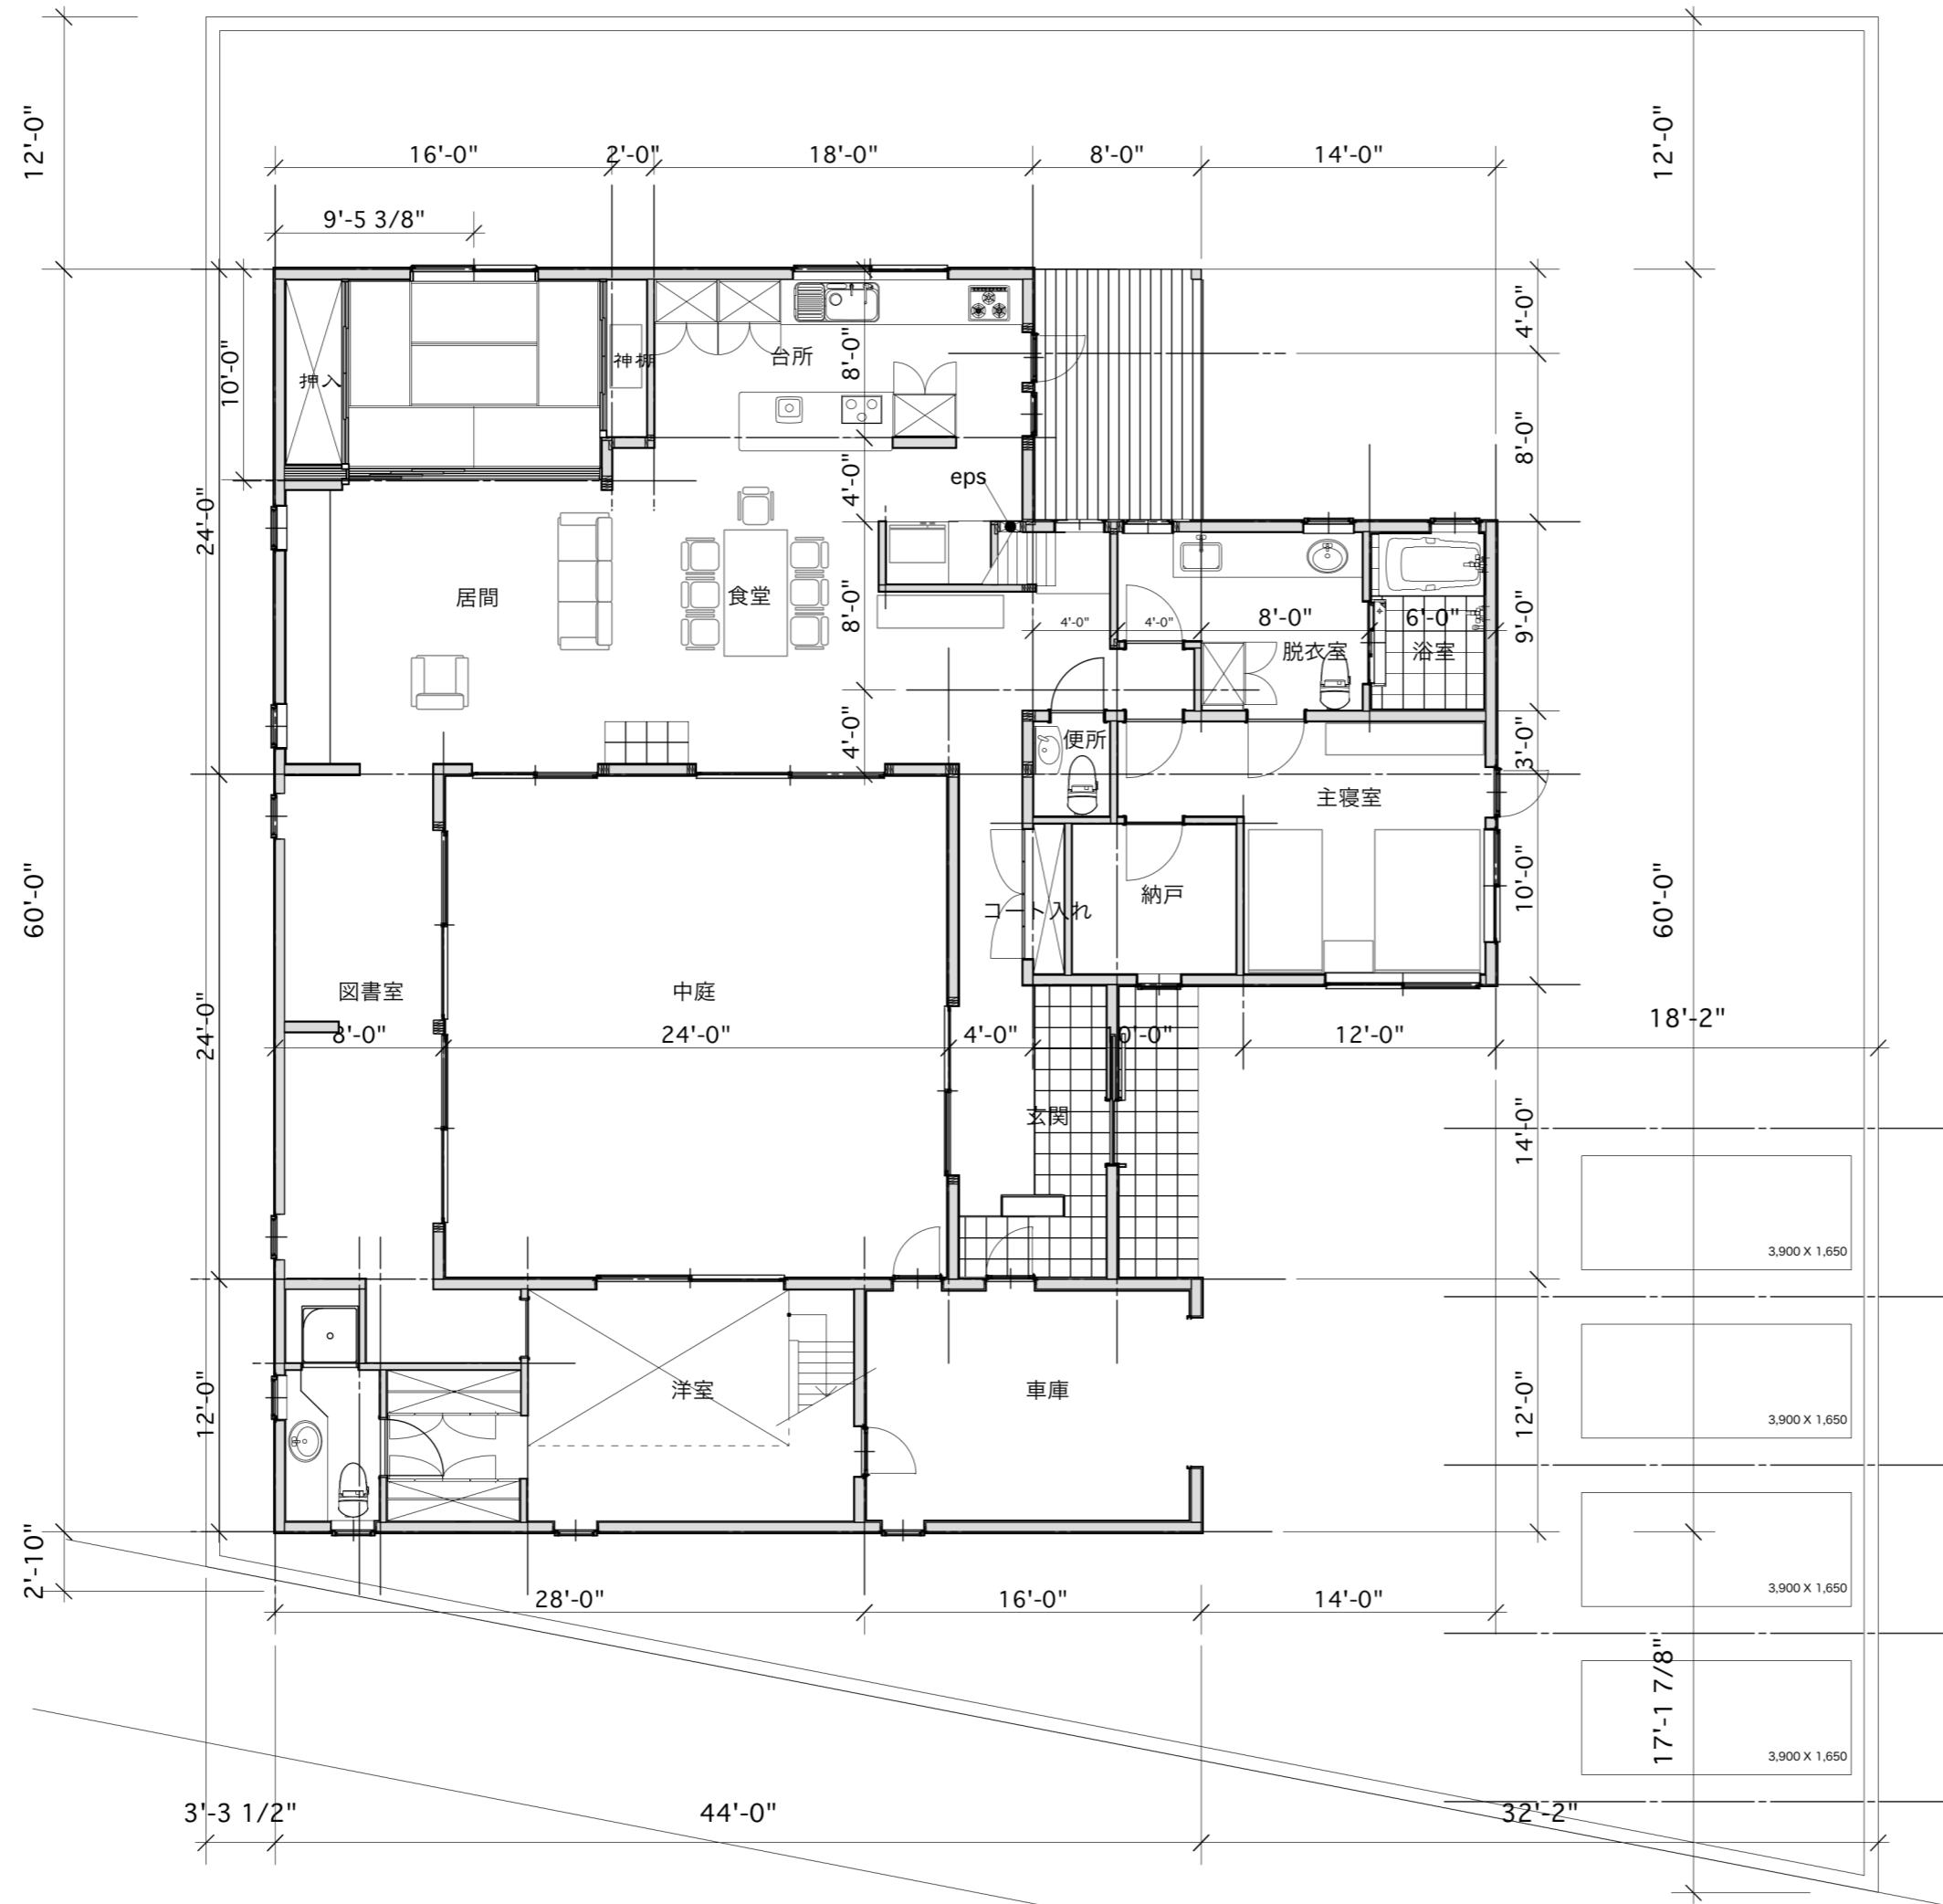 16'-0"
2'-0"
18'-0"
8'-0"
14'-0"
12'-0"
12'-0"
9'-5 3/8"
10'-0"
押入
神棚
台所
8'-0"
4'-0"
8'-0"
eps
4'-0"
24'-0"
居間
食堂
8'-0"
4'-0"
4'-0"
8'-0"
6'-0"
9'-0"
脱衣室
浴室
4'-0"
便所
3'-0"
主寝室
60'-0"
納戸
コート入れ
10'-0"
60'-0"
図書室
中庭
24'-0"
8'-0"
24'-0"
4'-0"
0'-0"
12'-0"
18'-2"
玄関
14'-0"
3,900 X 1,650
洋室
車庫
12'-0"
12'-0"
3,900 X 1,650
2'-10"
3,900 X 1,650
28'-0"
16'-0"
14'-0"
17'-1 7/8"
3,900 X 1,650
3'-3 1/2"
44'-0"
32'-2"